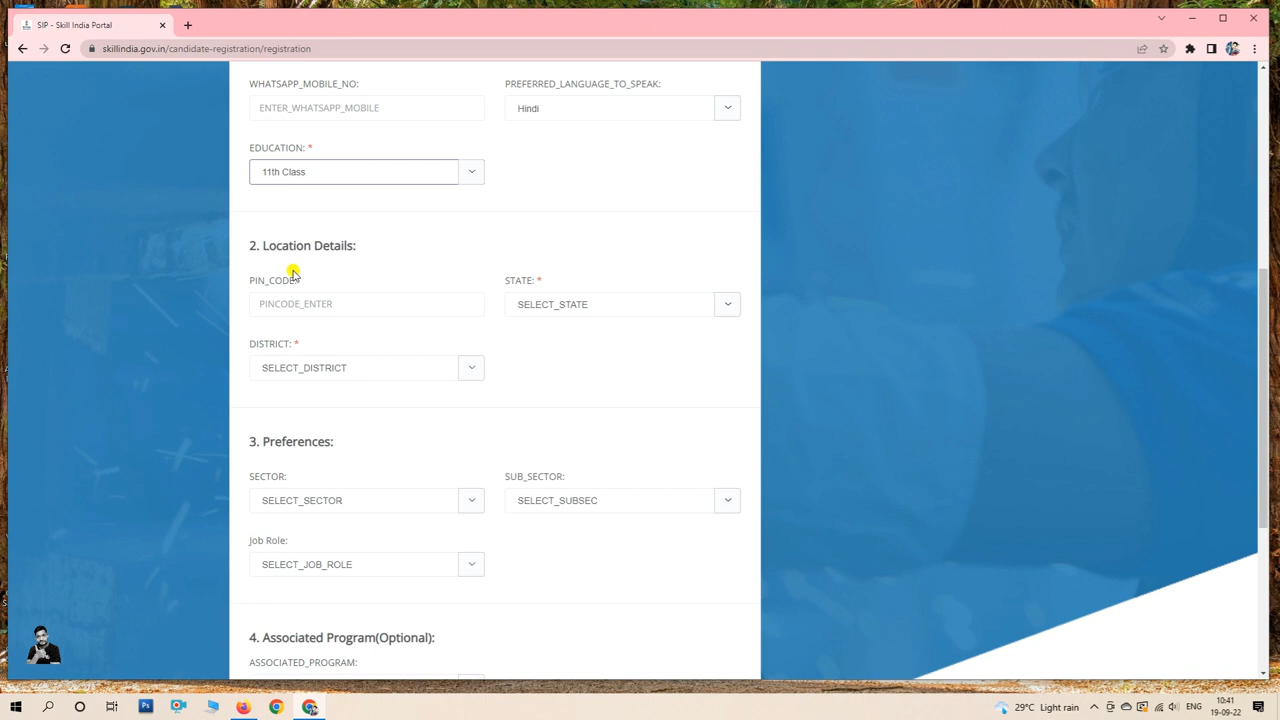 SIP - Skill India Portal
skillindia.gov.in/candidate-registration/registration
WHATSAPP_MOBILE_NO:
PREFERRED_LANGUAGE_TO_SPEAK:
ENTER_WHATSAPP_MOBILE
Hindi
EDUCATION: *
11th Class
2. Location Details:
PIN_CODE:
STATE: *
PINCODE_ENTER
SELECT_STATE
DISTRICT: *
SELECT_DISTRICT
3. Preferences:
SECTOR:
SUB_SECTOR:
SELECT_SECTOR
SELECT_SUBSEC
Job Role:
SELECT_JOB_ROLE
4. Associated Program(Optional):
ASSOCIATED_PROGRAM:
29°C Light rain
ENG
10:41
19-09-22